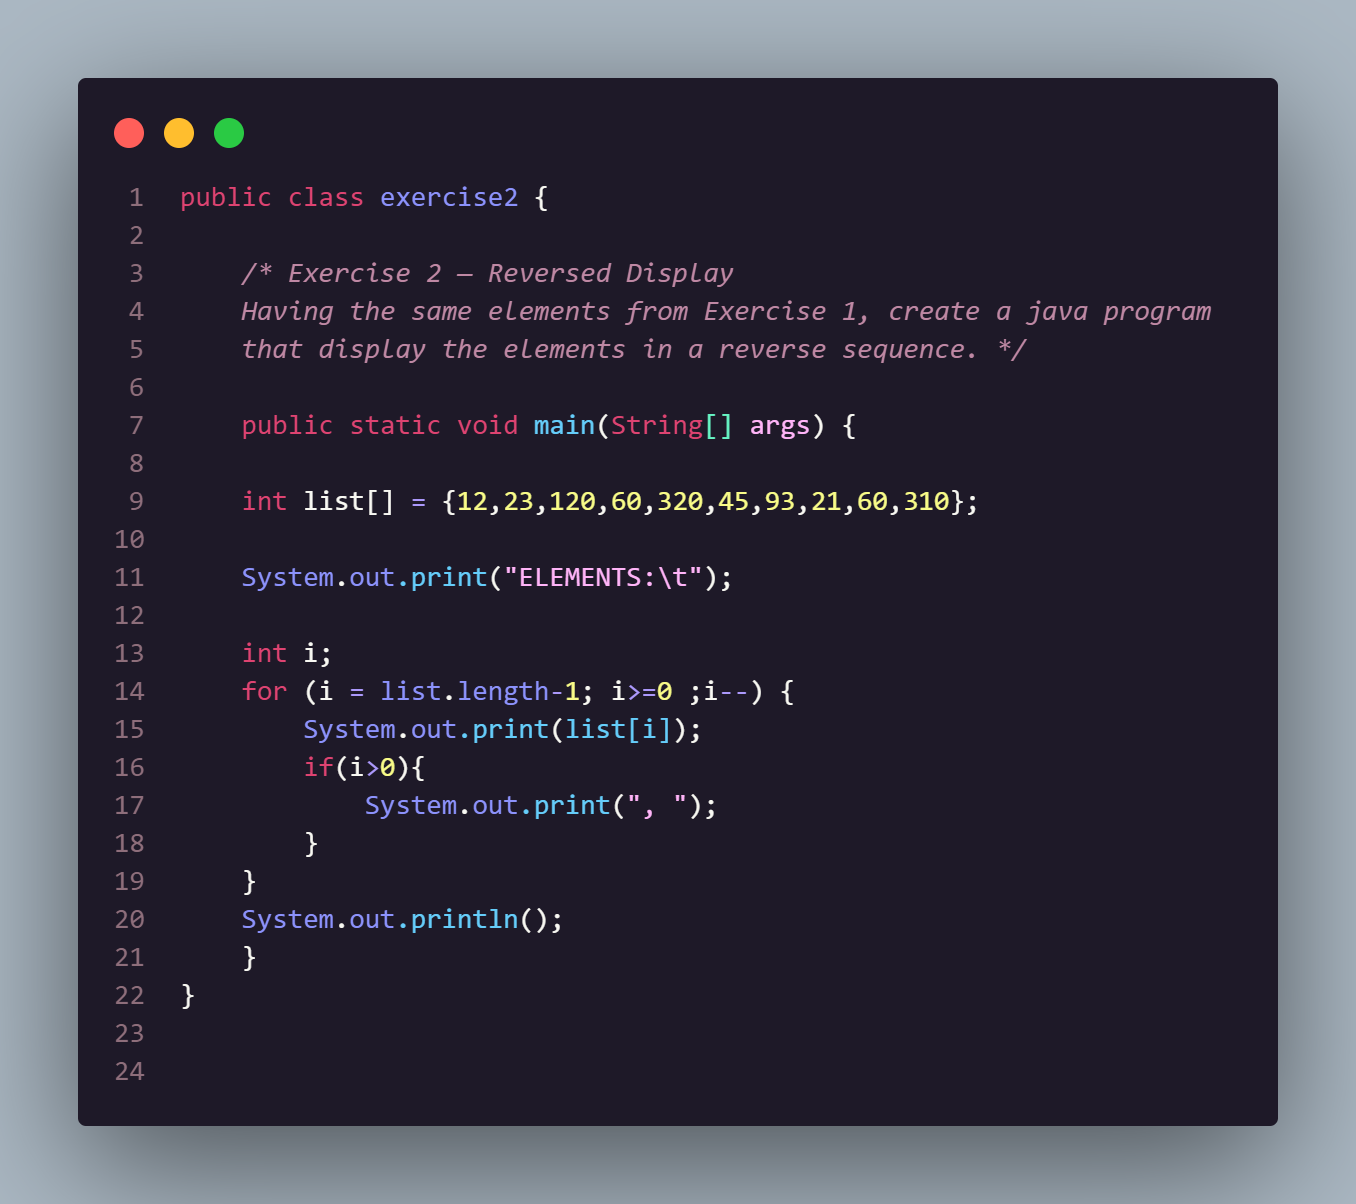 1 public class exercise2 {
2
3     /* Exercise 2 – Reversed Display
4     Having the same elements from Exercise 1, create a java program
5     that display the elements in a reverse sequence. */
6
7     public static void main(String[] args) {
8
9     int list[] = {12,23,120,60,320,45,93,21,60,310};
10
11     System.out.print("ELEMENTS:\t");
12
13     int i;
14     for (i = list.length-1; i>=0 ;i--) {
15         System.out.print(list[i]);
16         if(i>0){
17             System.out.print(", ");
18         }
19     }
20     System.out.println();
21     }
22 }
23
24